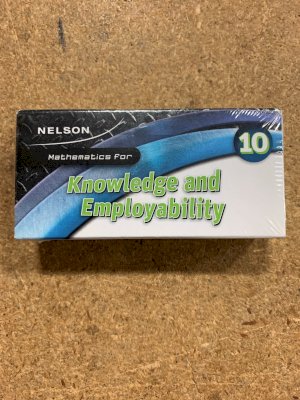 NELSON
10
Mathematics For
Knowledge and
Employability